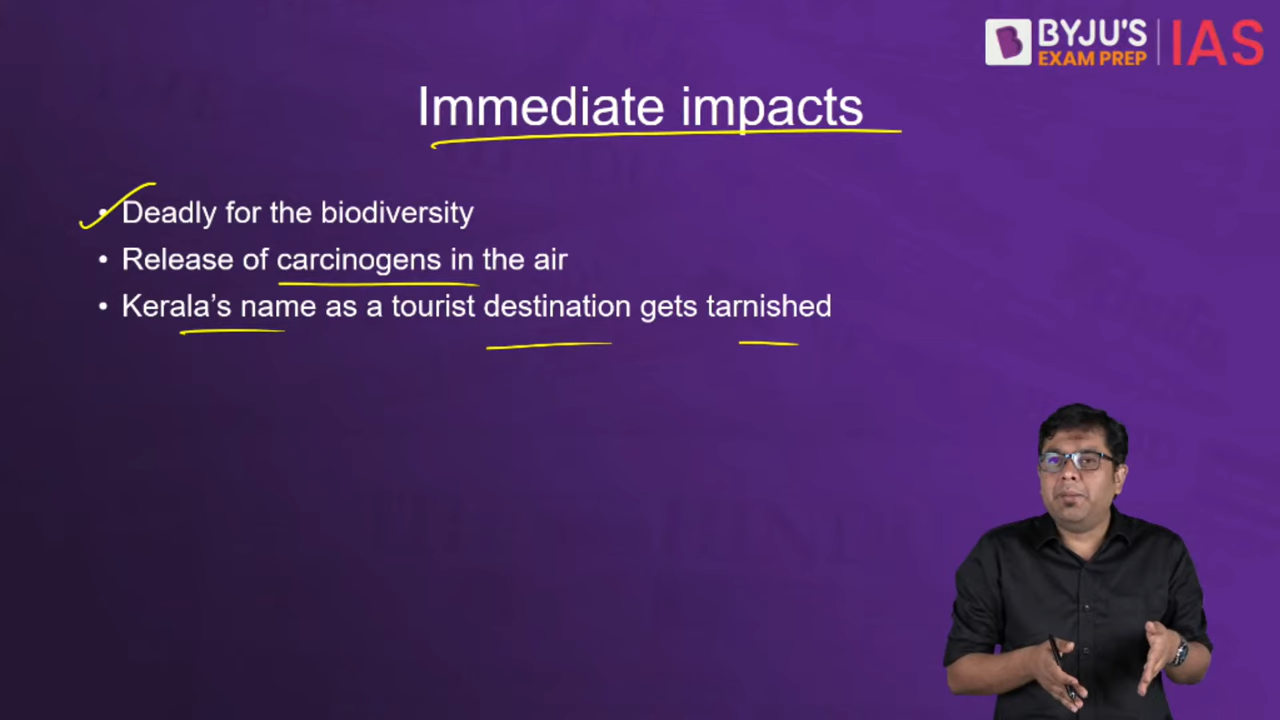 BYJU'S
EXAM PREP
IAS
Immediate impacts
• Deadly for the biodiversity
• Release of carcinogens in the air
• Kerala’s name as a tourist destination gets tarnished